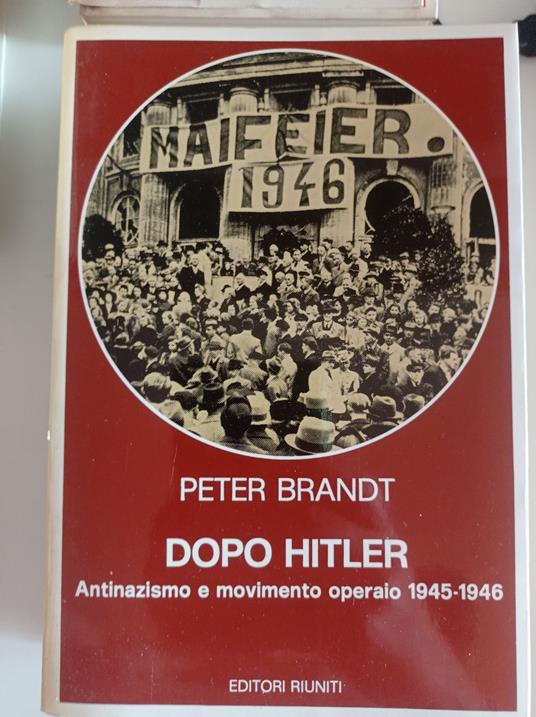 MAIFEIER.
1946
PETER BRANDT
DOPO HITLER
Antinazismo e movimento operaio 1945-1946
EDITORI RIUNITI